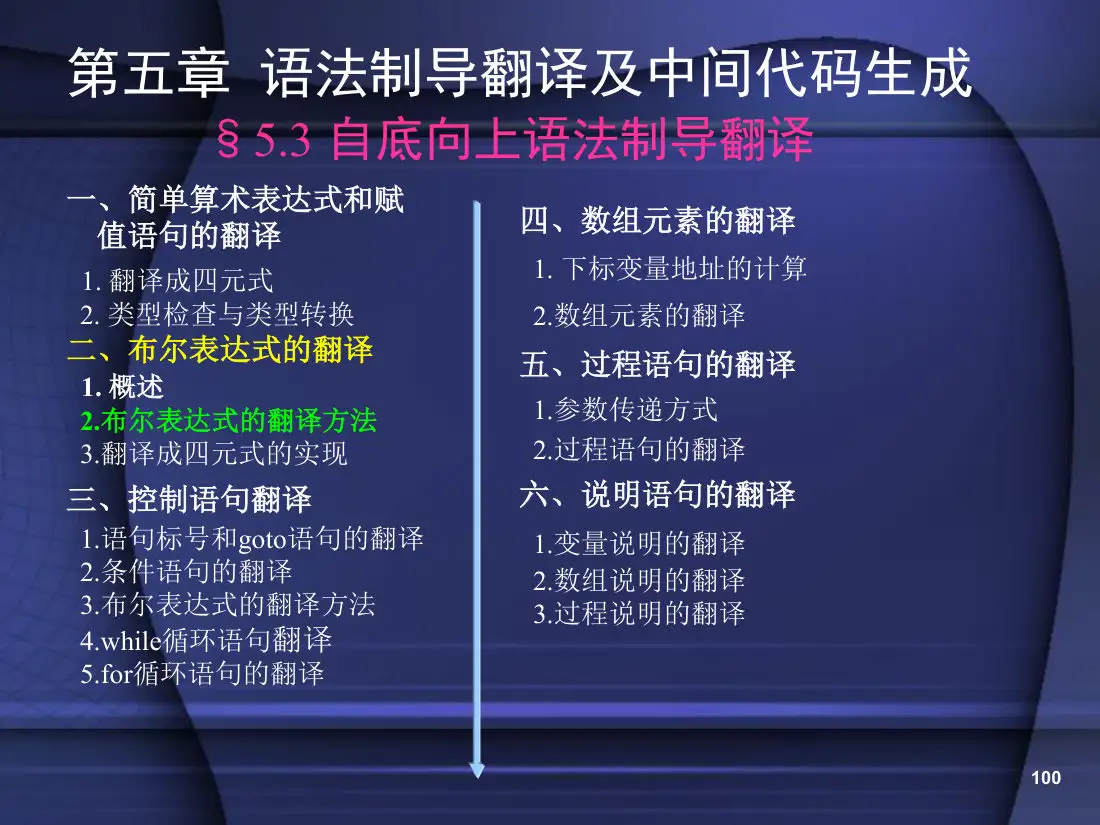 第五章 语法制导翻译及中间代码生成
§5.3 自底向上语法制导翻译
一、简单算术表达式和赋
值语句的翻译
1. 翻译成四元式
2. 类型检查与类型转换
二、布尔表达式的翻译
1. 概述
2.布尔表达式的翻译方法
3.翻译成四元式的实现
三、控制语句翻译
1.语句标号和goto语句的翻译
2.条件语句的翻译
3.布尔表达式的翻译方法
4.while循环语句翻译
5.for循环语句的翻译
四、数组元素的翻译
1. 下标变量地址的计算
2.数组元素的翻译
五、过程语句的翻译
1.参数传递方式
2.过程语句的翻译
六、说明语句的翻译
1.变量说明的翻译
2.数组说明的翻译
3.过程说明的翻译
100